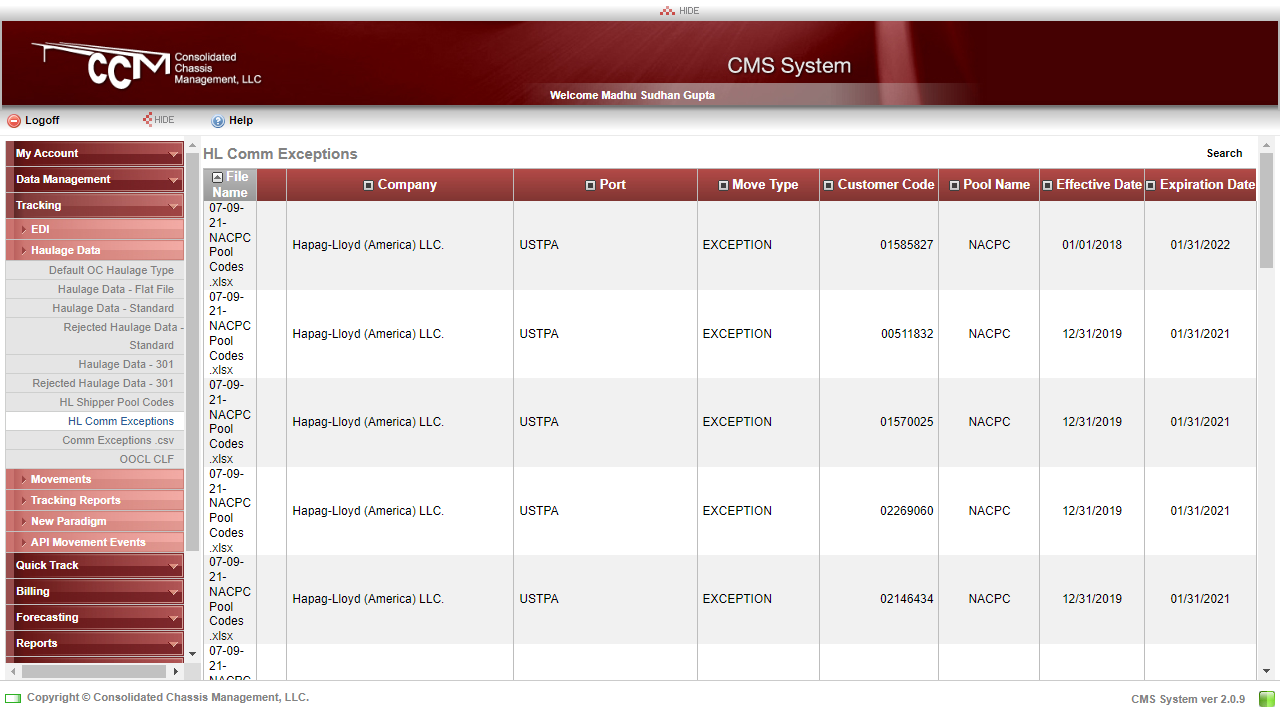 HIDE
CCM Consolidated
Chassis
Management, LLC
CMS System
Welcome Madhu Sudhan Gupta
Logoff
HIDE
Help
My Account
Data Management
Tracking
EDI
Haulage Data
Default OC Haulage Type
Haulage Data - Flat File
Haulage Data - Standard
Rejected Haulage Data -
Standard
Haulage Data - 301
Rejected Haulage Data - 301
HL Shipper Pool Codes
HL Comm Exceptions
Comm Exceptions .csv
OOCL CLF
Movements
Tracking Reports
New Paradigm
API Movement Events
Quick Track
Billing
Forecasting
Reports
HL Comm Exceptions
Search
File
Name
Company
Port
Move Type
Customer Code
Pool Name
Effective Date
Expiration Date
07-09-
21-
NACPC
Pool
Codes
.xlsx
Hapag-Lloyd (America) LLC.
USTPA
EXCEPTION
01585827
NACPC
01/01/2018
01/31/2022
07-09-
21-
NACPC
Pool
Codes
.xlsx
Hapag-Lloyd (America) LLC.
USTPA
EXCEPTION
00511832
NACPC
12/31/2019
01/31/2021
07-09-
21-
NACPC
Pool
Codes
.xlsx
Hapag-Lloyd (America) LLC.
USTPA
EXCEPTION
01570025
NACPC
12/31/2019
01/31/2021
07-09-
21-
NACPC
Pool
Codes
.xlsx
Hapag-Lloyd (America) LLC.
USTPA
EXCEPTION
02269060
NACPC
12/31/2019
01/31/2021
07-09-
21-
NACPC
Pool
Codes
.xlsx
Hapag-Lloyd (America) LLC.
USTPA
EXCEPTION
02146434
NACPC
12/31/2019
01/31/2021
07-09-
21-
NACPC
Copyright © Consolidated Chassis Management, LLC.
CMS System ver 2.0.9